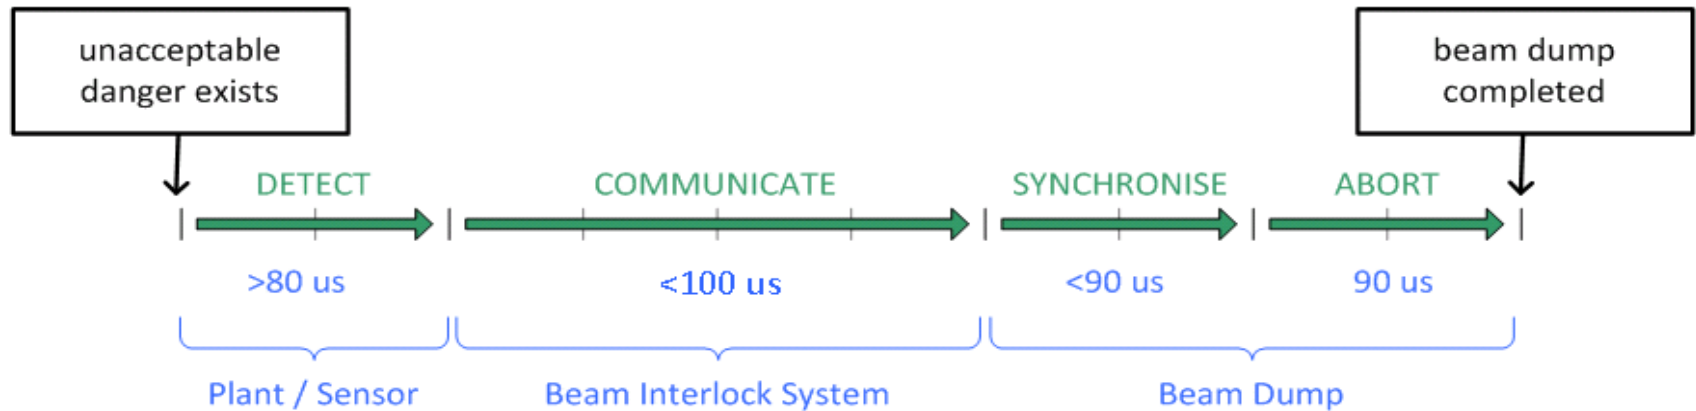 unacceptable
danger exists
beam dump
completed
DETECT
COMMUNICATE
SYNCHRONISE
ABORT
>80 us
<100 us
<90 us
90 us
Plant / Sensor
Beam Interlock System
Beam Dump